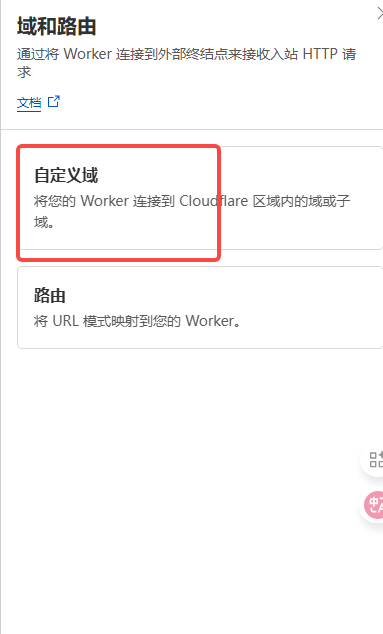 域和路由
通过将 Worker 连接到外部终结点来接收入站 HTTP 请
求
文档
自定义域
将您的 Worker 连接到 Cloudflare 区域内的域或子
域。
路由
将 URL 模式映射到您的 Worker。